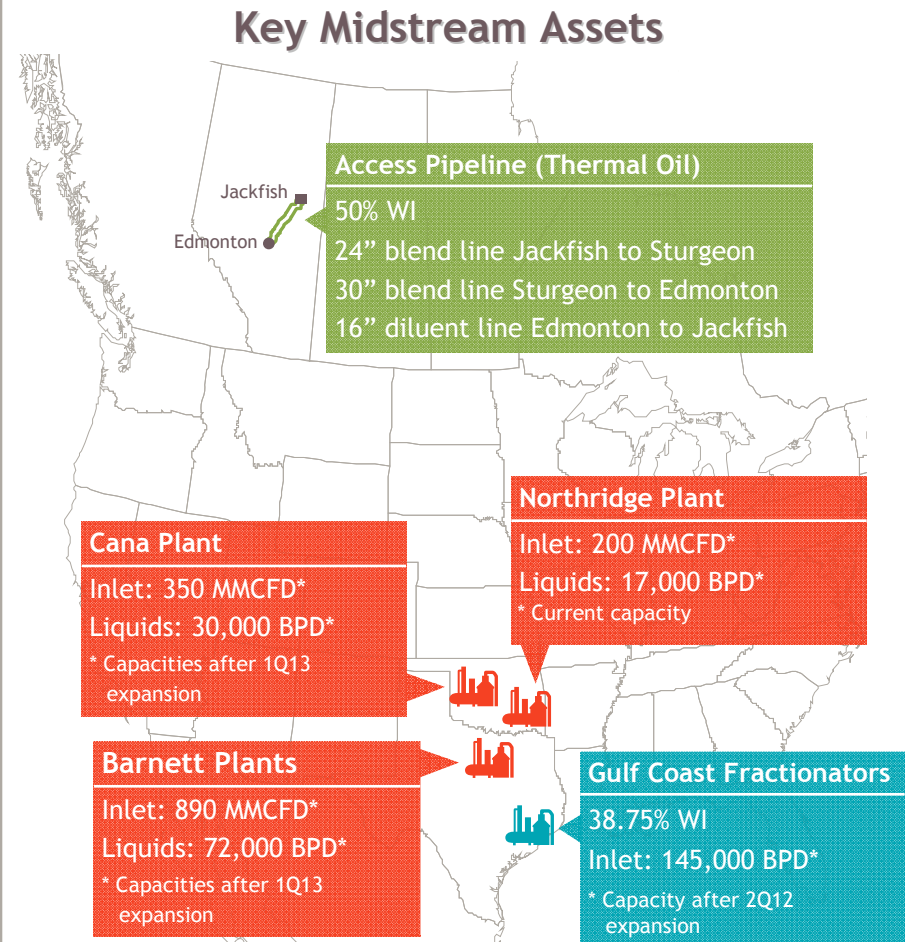 Key Midstream Assets
Jackfish
Edmonton
Access Pipeline (Thermal Oil)
50% WI
24” blend line Jackfish to Sturgeon
30” blend line Sturgeon to Edmonton
16” diluent line Edmonton to Jackfish
Northridge Plant
Inlet: 200 MMCFD*
Liquids: 17,000 BPD*
* Current capacity
Cana Plant
Inlet: 350 MMCFD*
Liquids: 30,000 BPD*
* Capacities after 1Q13
expansion
Barnett Plants
Inlet: 890 MMCFD*
Liquids: 72,000 BPD*
* Capacities after 1Q13
expansion
Gulf Coast Fractionators
38.75% WI
Inlet: 145,000 BPD*
* Capacity after 2Q12
expansion